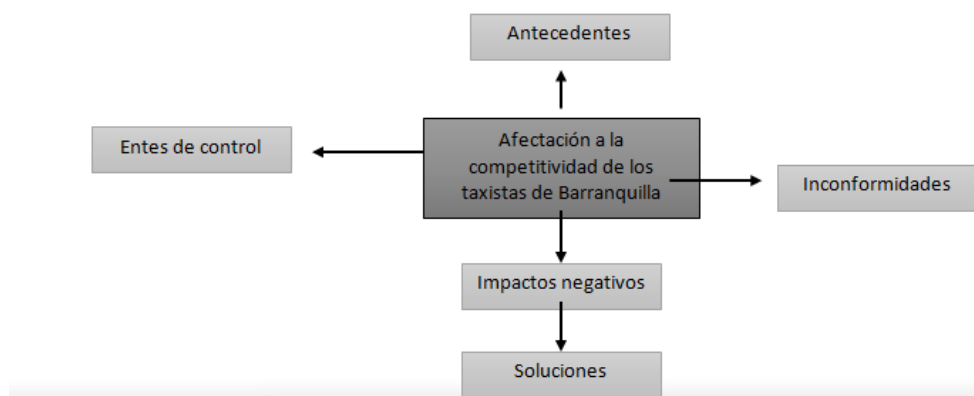 Antecedentes
Entes de control
Afectación a la
competitividad de los
taxistas de Barranquilla
Inconformidades
Impactos negativos
Soluciones